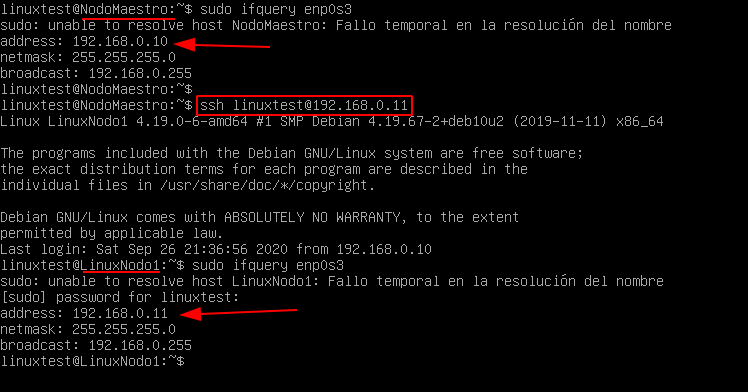 linuxtest@NodoMaestro:~$ sudo ifquery enp0s3
sudo: unable to resolve host NodoMaestro: Fallo temporal en la resolución del nombre
address: 192.168.0.10
netmask: 255.255.255.0
broadcast: 192.168.0.255
linuxtest@NodoMaestro:~$
linuxtest@NodoMaestro:~$ ssh linuxtest@192.168.0.11
Linux LinuxNodo1 4.19.0-6-amd64 #1 SMP Debian 4.19.67-2+deb10u2 (2019-11-11) x86_64
The programs included with the Debian GNU/Linux system are free software;
the exact distribution terms for each program are described in the
individual files in /usr/share/doc/*/copyright.
Debian GNU/Linux comes with ABSOLUTELY NO WARRANTY, to the extent
permitted by applicable law.
Last login: Sat Sep 26 21:36:56 2020 from 192.168.0.10
linuxtest@LinuxNodo1:~$ sudo ifquery enp0s3
sudo: unable to resolve host LinuxNodo1: Fallo temporal en la resolución del nombre
[sudo] password for linuxtest:
address: 192.168.0.11
netmask: 255.255.255.0
broadcast: 192.168.0.255
linuxtest@LinuxNodo1:~$